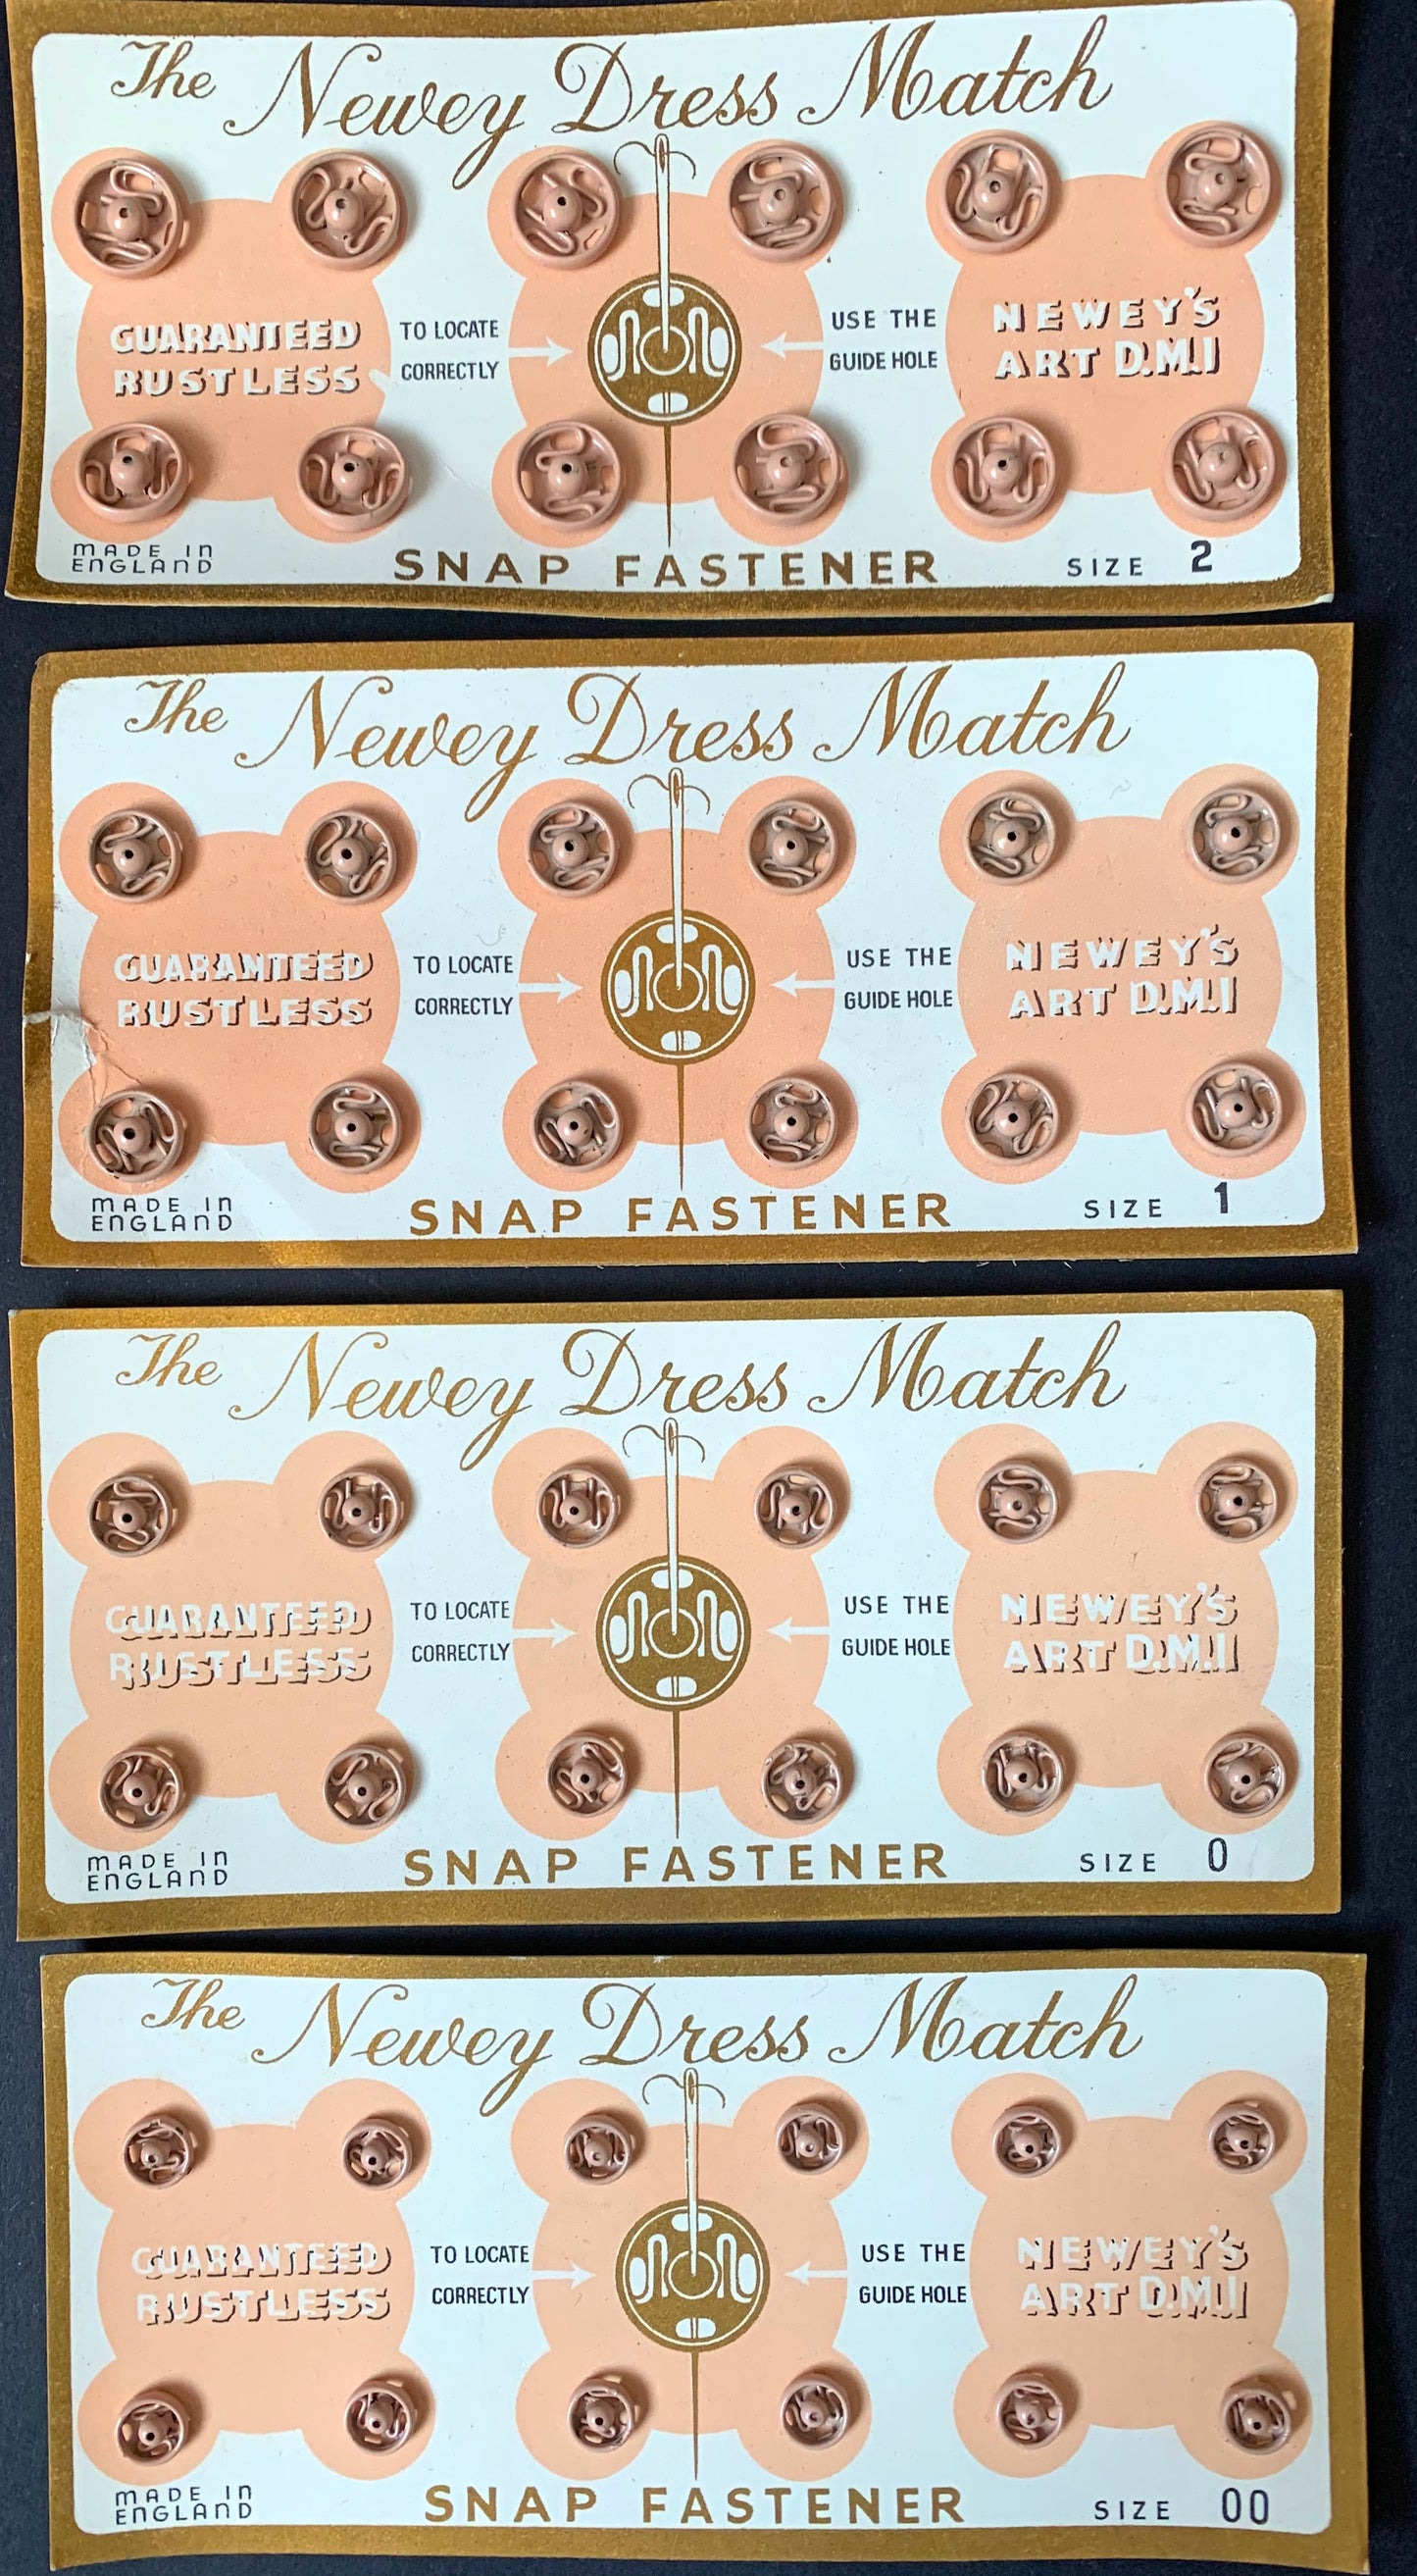 The Newey Dress Match
GUARANTEED
RUSTLESS
TO LOCATE
CORRECTLY
USE THE
GUIDE HOLE
NEWEY'S
ART D.M.I
MADE IN
ENGLAND
SNAP FASTENER
SIZE 2
The Newey Dress Match
GUARANTEED
RUSTLESS
TO LOCATE
CORRECTLY
USE THE
GUIDE HOLE
NEWEY'S
ART D.M.I
MADE IN
ENGLAND
SNAP FASTENER
SIZE 1
The Newey Dress Match
GUARANTEED
RUSTLESS
TO LOCATE
CORRECTLY
USE THE
GUIDE HOLE
NEWEY'S
ART D.M.I
MADE IN
ENGLAND
SNAP FASTENER
SIZE 0
The Newey Dress Match
GUARANTEED
RUSTLESS
TO LOCATE
CORRECTLY
USE THE
GUIDE HOLE
NEWEY'S
ART D.M.I
MADE IN
ENGLAND
SNAP FASTENER
SIZE 00